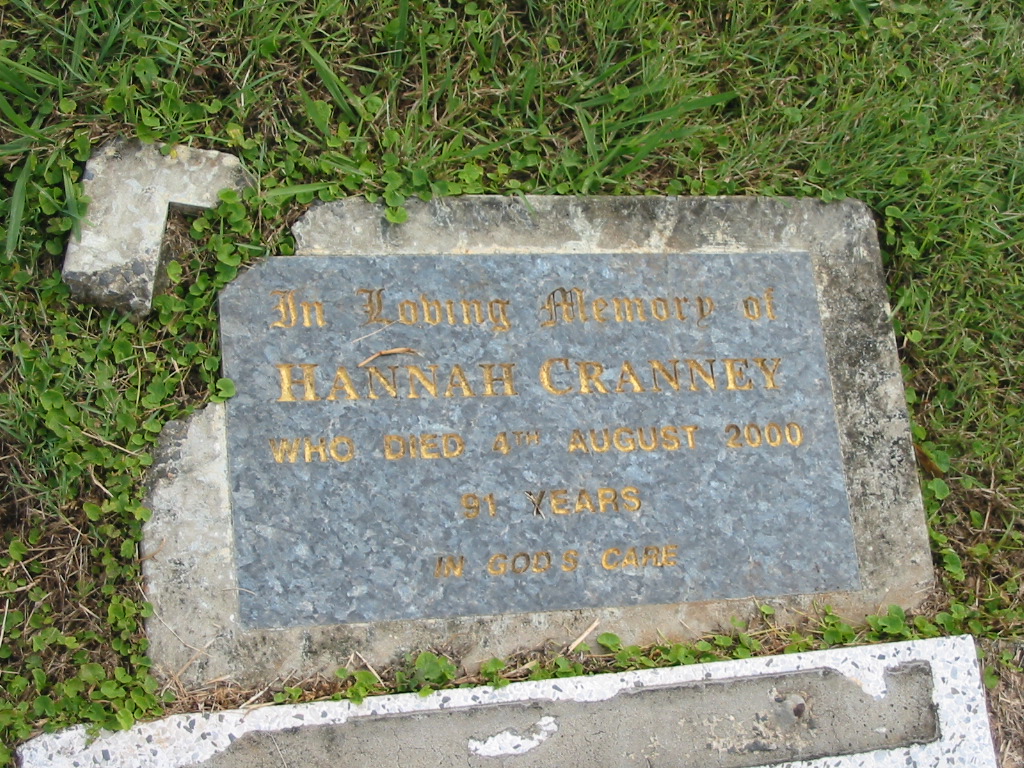 In Loving Memory of
HANNAH CRANNEY
WHO DIED 4TH AUGUST 2000
91 YEARS
IN GOD'S CARE